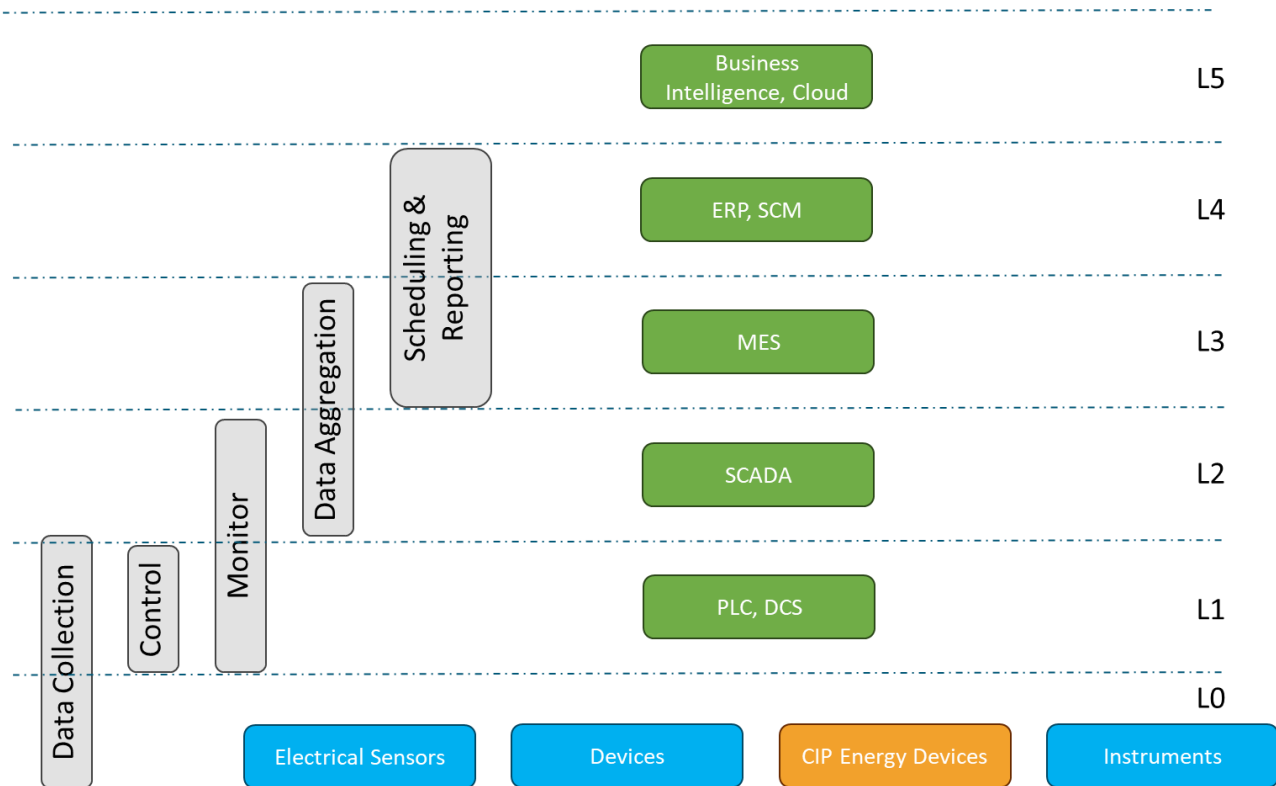 Business
Intelligence, Cloud
L5
Scheduling &
Reporting
ERP, SCM
L4
Data Aggregation
MES
L3
Monitor
SCADA
L2
Data Collection
Control
PLC, DCS
L1
L0
Electrical Sensors
Devices
CIP Energy Devices
Instruments